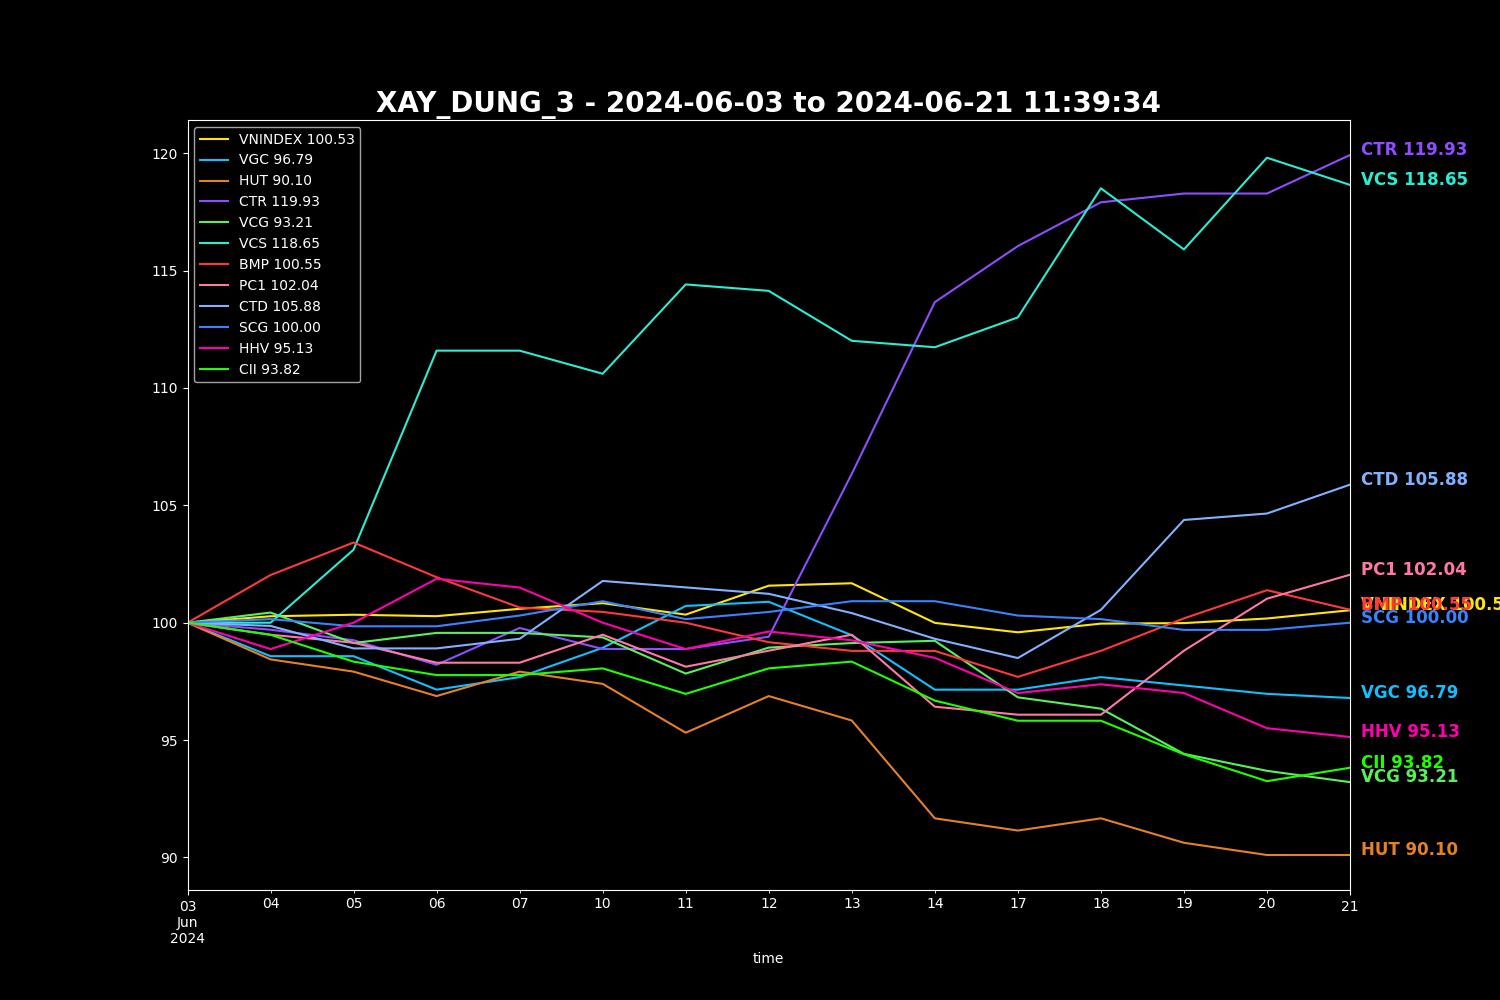 XAY_DUNG_3 - 2024-06-03 to 2024-06-21 11:39:34
VNINDEX 100.53
VGC 96.79
HUT 90.10
CTR 119.93
VCG 93.21
VCS 118.65
BMP 100.55
PC1 102.04
CTD 105.88
SCG 100.00
HHV 95.13
CII 93.82
120
115
110
105
100
95
90
CTR 119.93
VCS 118.65
CTD 105.88
PC1 102.04
SCG 100.00
VGC 96.79
HHV 95.13
CII 93.82
VCG 93.21
HUT 90.10
03 04 05 06 07 10 11 12 13 14 17 18 19 20 21
Jun
2024
time